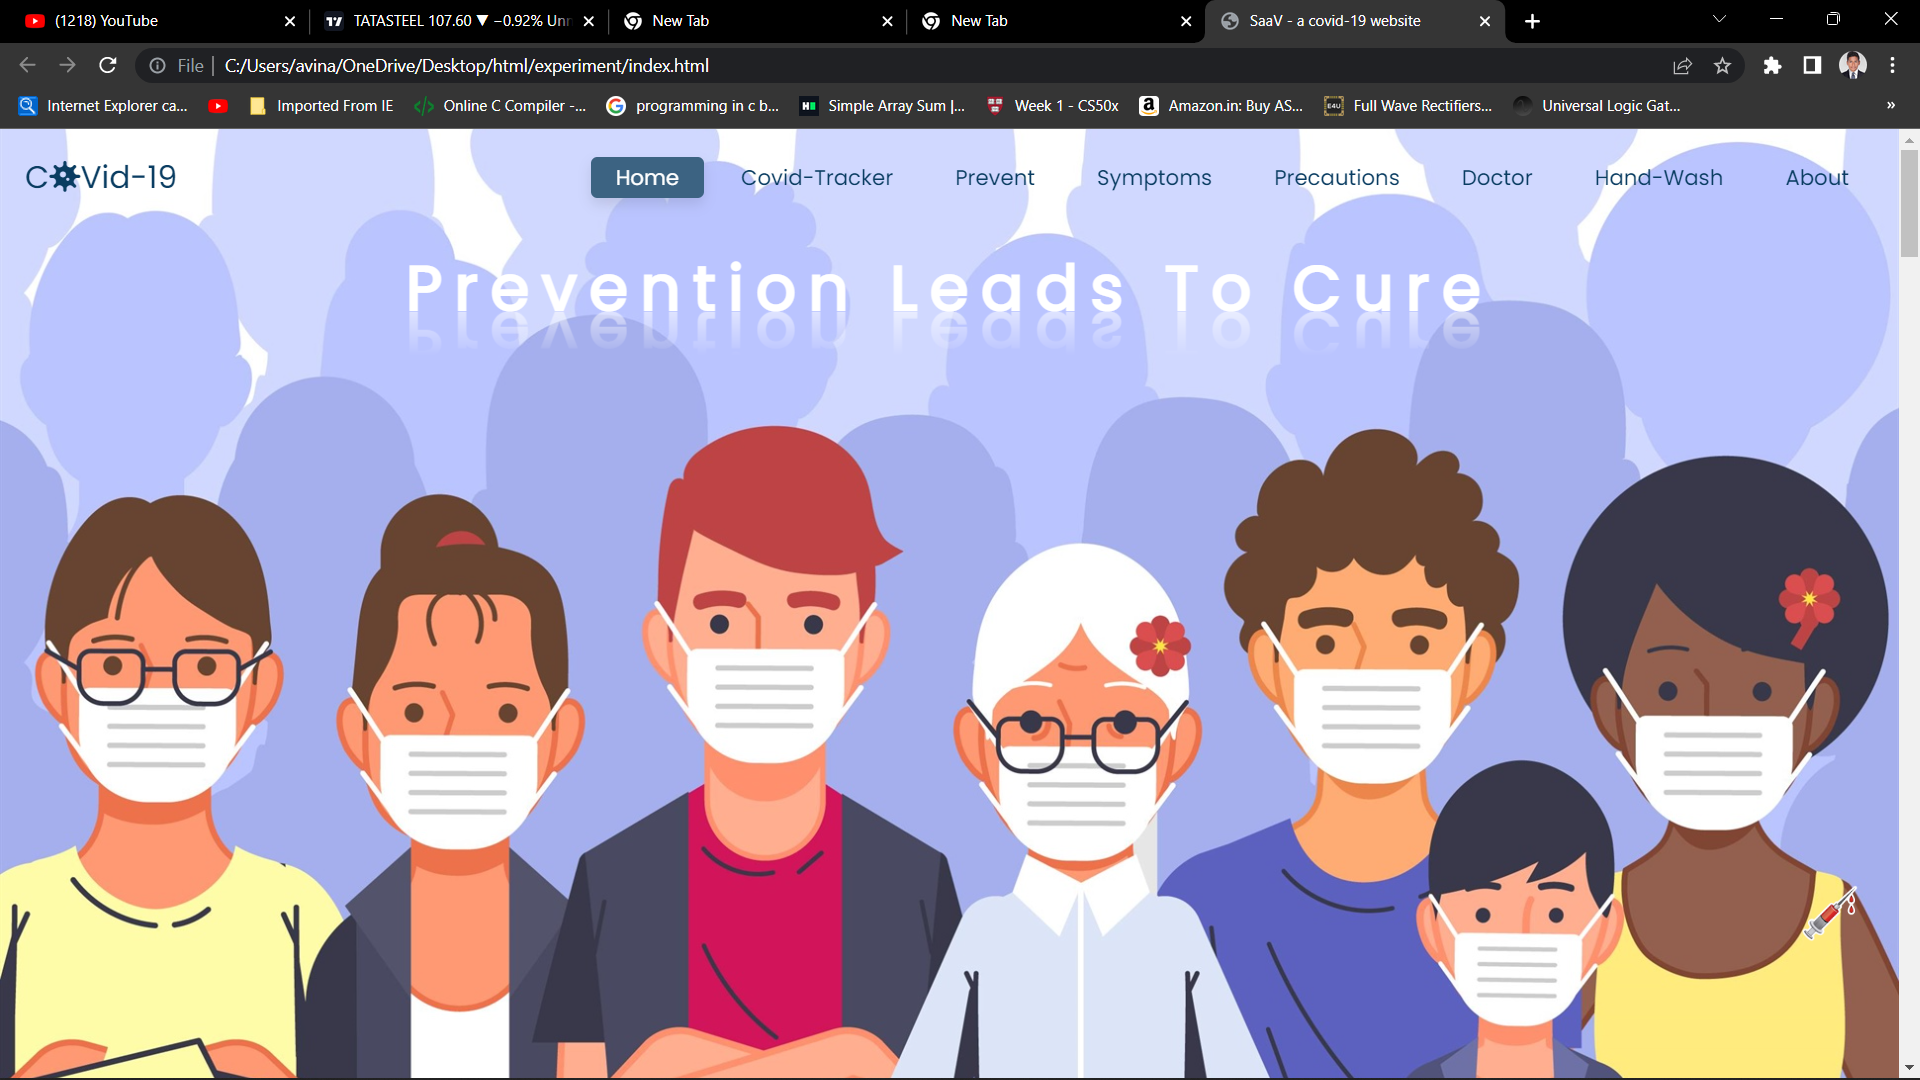 (1218) YouTube
TATASTEEL 107.60 ▼ −0.92% Unn
New Tab
New Tab
SaaV - a covid-19 website
File
C:/Users/avina/OneDrive/Desktop/html/experiment/index.html
Internet Explorer ca...
Imported From IE
Online C Compiler -...
programming in c b...
Simple Array Sum |...
Week 1 - CS50x
Amazon.in: Buy AS...
Full Wave Rectifiers...
Universal Logic Gat...
COVid-19
Home
Covid-Tracker
Prevent
Symptoms
Precautions
Doctor
Hand-Wash
About
Prevention Leads To Cure